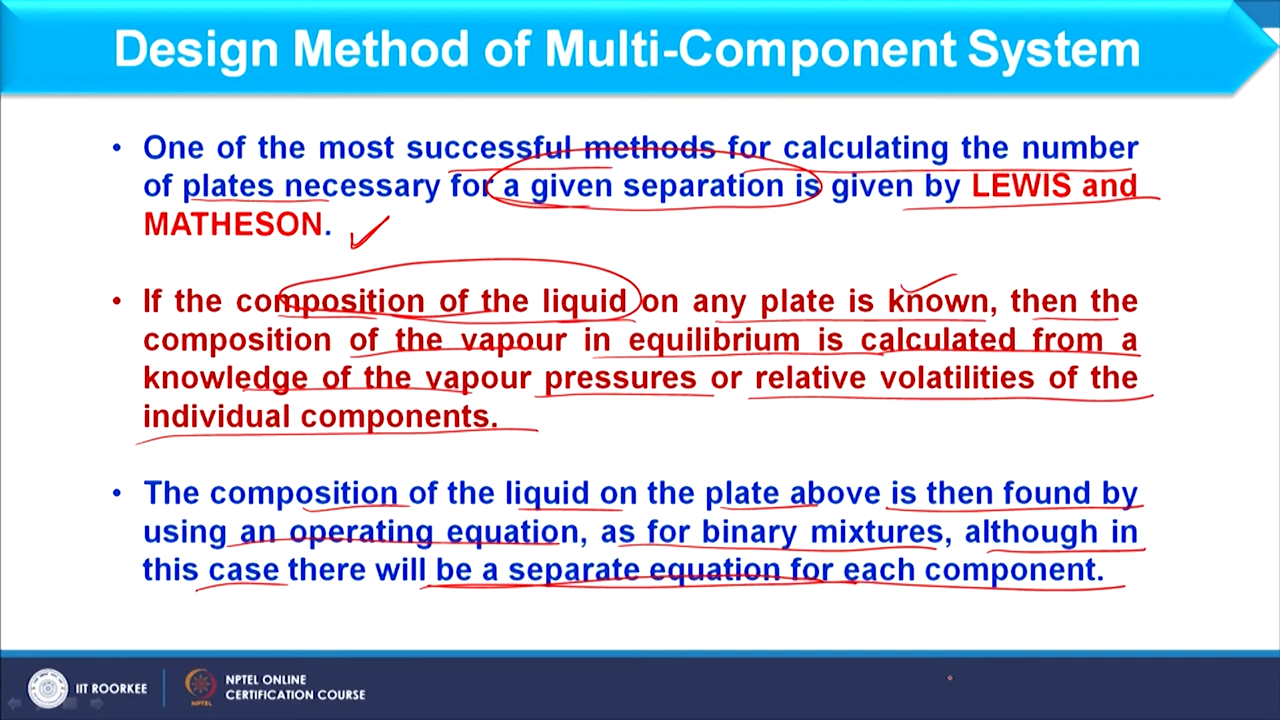 Design Method of Multi-Component System
• One of the most successful methods for calculating the number
of plates necessary for a given separation is given by LEWIS and
MATHESON.
• If the composition of the liquid on any plate is known, then the
composition of the vapour in equilibrium is calculated from a
knowledge of the vapour pressures or relative volatilities of the
individual components.
• The composition of the liquid on the plate above is then found by
using an operating equation, as for binary mixtures, although in
this case there will be a separate equation for each component.
IIT ROORKEE
NPTEL
NPTEL ONLINE
CERTIFICATION COURSE